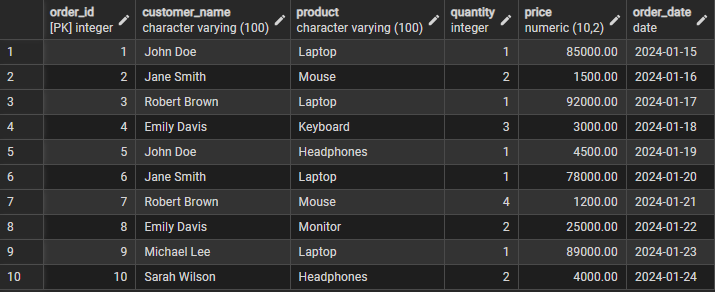 order_id customer_name product quantity price order_date
[PK] integer character varying (100) character varying (100) integer numeric (10,2) date
1 1 John Doe Laptop 1 85000.00 2024-01-15
2 2 Jane Smith Mouse 2 1500.00 2024-01-16
3 3 Robert Brown Laptop 1 92000.00 2024-01-17
4 4 Emily Davis Keyboard 3 3000.00 2024-01-18
5 5 John Doe Headphones 1 4500.00 2024-01-19
6 6 Jane Smith Laptop 1 78000.00 2024-01-20
7 7 Robert Brown Mouse 4 1200.00 2024-01-21
8 8 Emily Davis Monitor 2 25000.00 2024-01-22
9 9 Michael Lee Laptop 1 89000.00 2024-01-23
10 10 Sarah Wilson Headphones 2 4000.00 2024-01-24